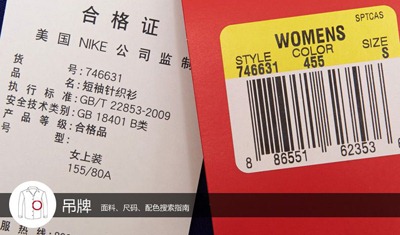 合格证
美国 NIKE 公司监制
货号:746631
品名:短袖针织衫
执行标准:GB/T 22853-2009
安全技术类别:GB 18401 B类
产品等级:合格品
号型:
女上装
155/80A
服热线:
SPTCAS
WOMENS
STYLE COLOR SIZE
746631 455 S
8 86551 62353
吊牌 面料、尺码、配色搜索指南